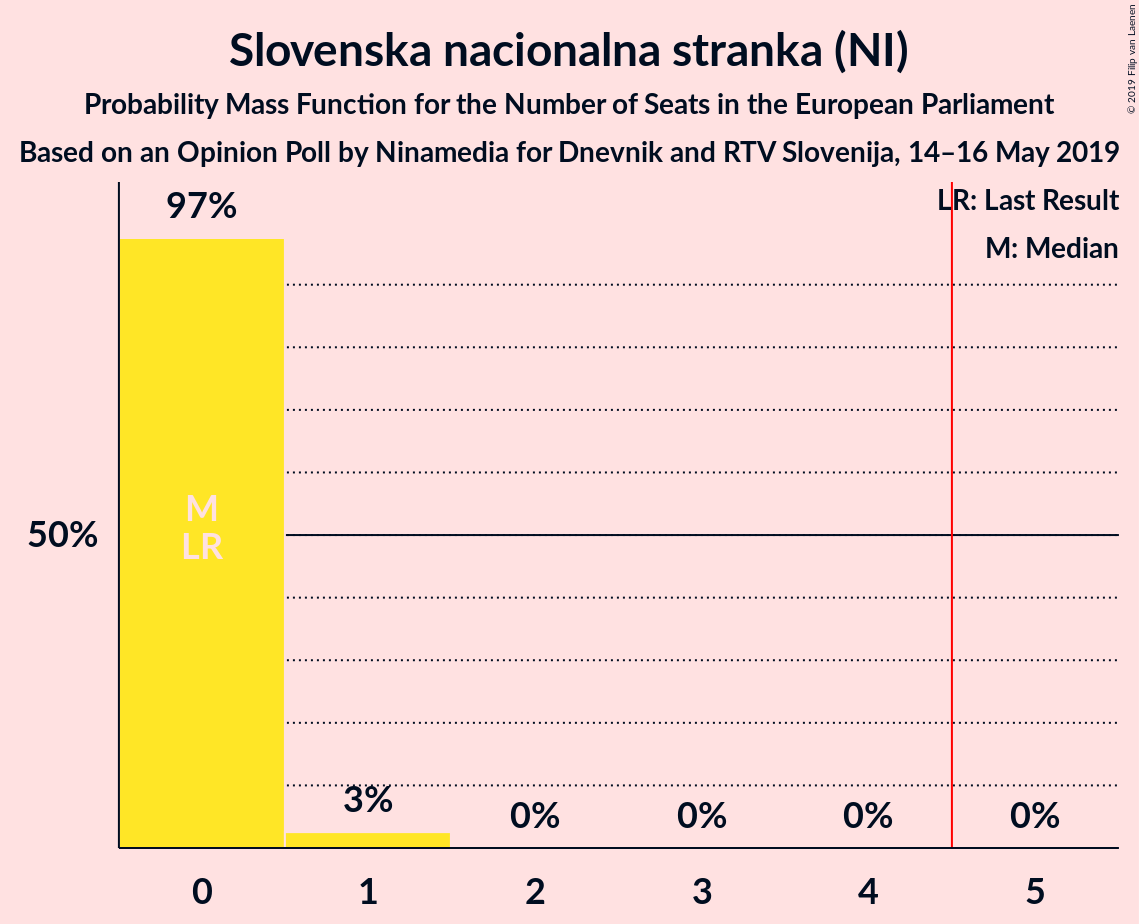 Slovenska nacionalna stranka (NI)
Probability Mass Function for the Number of Seats in the European Parliament
Based on an Opinion Poll by Ninamedia for Dnevnik and RTV Slovenija, 14–16 May 2019
© 2019 Filip van Laenen
LR: Last Result
M: Median
97%
M
LR
50%
3%
0%
0%
0%
0%
0
1
2
3
4
5